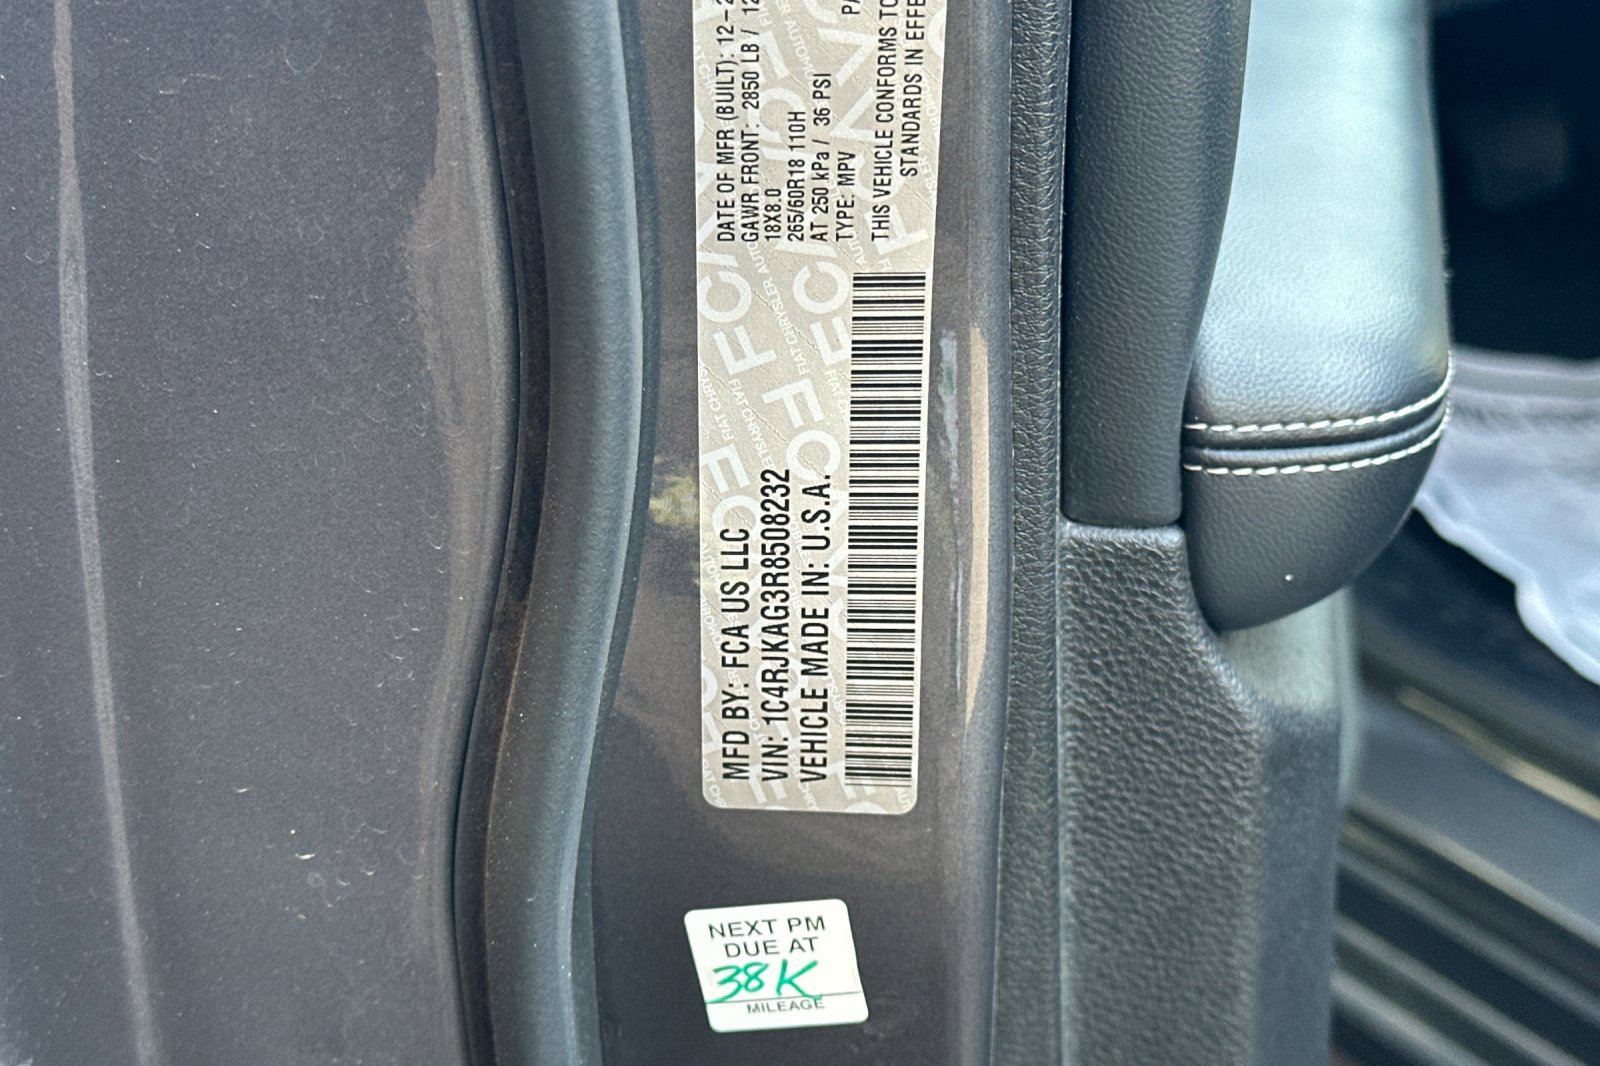 MFD BY: FCA US LLC
VIN: 1C4RJKAG3R8508232
VEHICLE MADE IN: U.S.A.
DATE OF MFR (BUILT): 12-2
GAWR FRONT: 2850 LB / 12
18X8.0
265/60R18 110H
AT 250 kPa / 36 PSI
TYPE: MPV
THIS VEHICLE CONFORMS TO
STANDARDS IN EFFE
NEXT PM
DUE AT
38K
MILEAGE